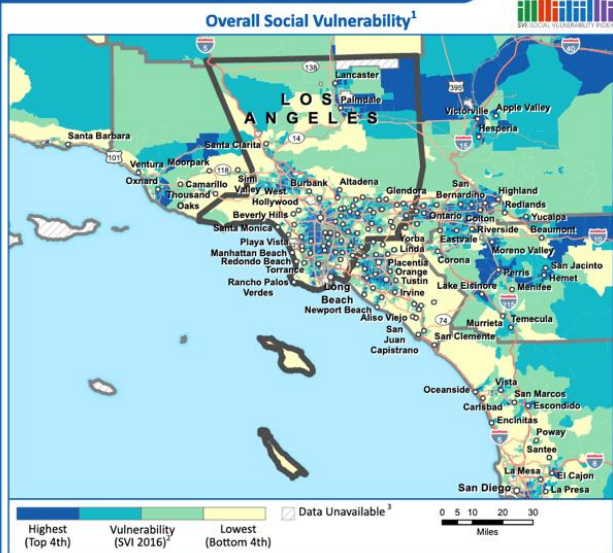 Overall Social Vulnerability¹
SVI: SOCIAL VULNERABILITY INDEX
5
138
40
Lancaster
395
LOS ANGELES
Palmdale
Victorville
Apple Valley
Hesperia
Santa Barbara
14
15
Santa Clarita
101
Ventura
Moorpark
118
Simi Valley
Oxnard
Camarillo
Thousand Oaks
West Hollywood
Burbank
Altadena
Glendora
San Bernardino
Highland
Beverly Hills
Ontario
Colton
Redlands
Yucaipa
Santa Monica
Riverside
Beaumont
Playa Vista
Yorba Linda
Eastvale
10
Manhattan Beach
Corona
Moreno Valley
Redondo Beach
Placentia
San Jacinto
Torrance
Orange
Perris
Hemet
Rancho Palos Verdes
Long Beach
Tustin
Irvine
Lake Elsinore
Menifee
Newport Beach
74
215
Aliso Viejo
Murrieta
Temecula
San Juan Capistrano
San Clemente
Oceanside
Vista
San Marcos
Carlsbad
Escondido
Encinitas
5
Poway
Santee
8
La Mesa
El Cajon
San Diego
La Presa
Highest (Top 4th)
Vulnerability (SVI 2016)²
Lowest (Bottom 4th)
Data Unavailable³
0 5 10 20 30
Miles